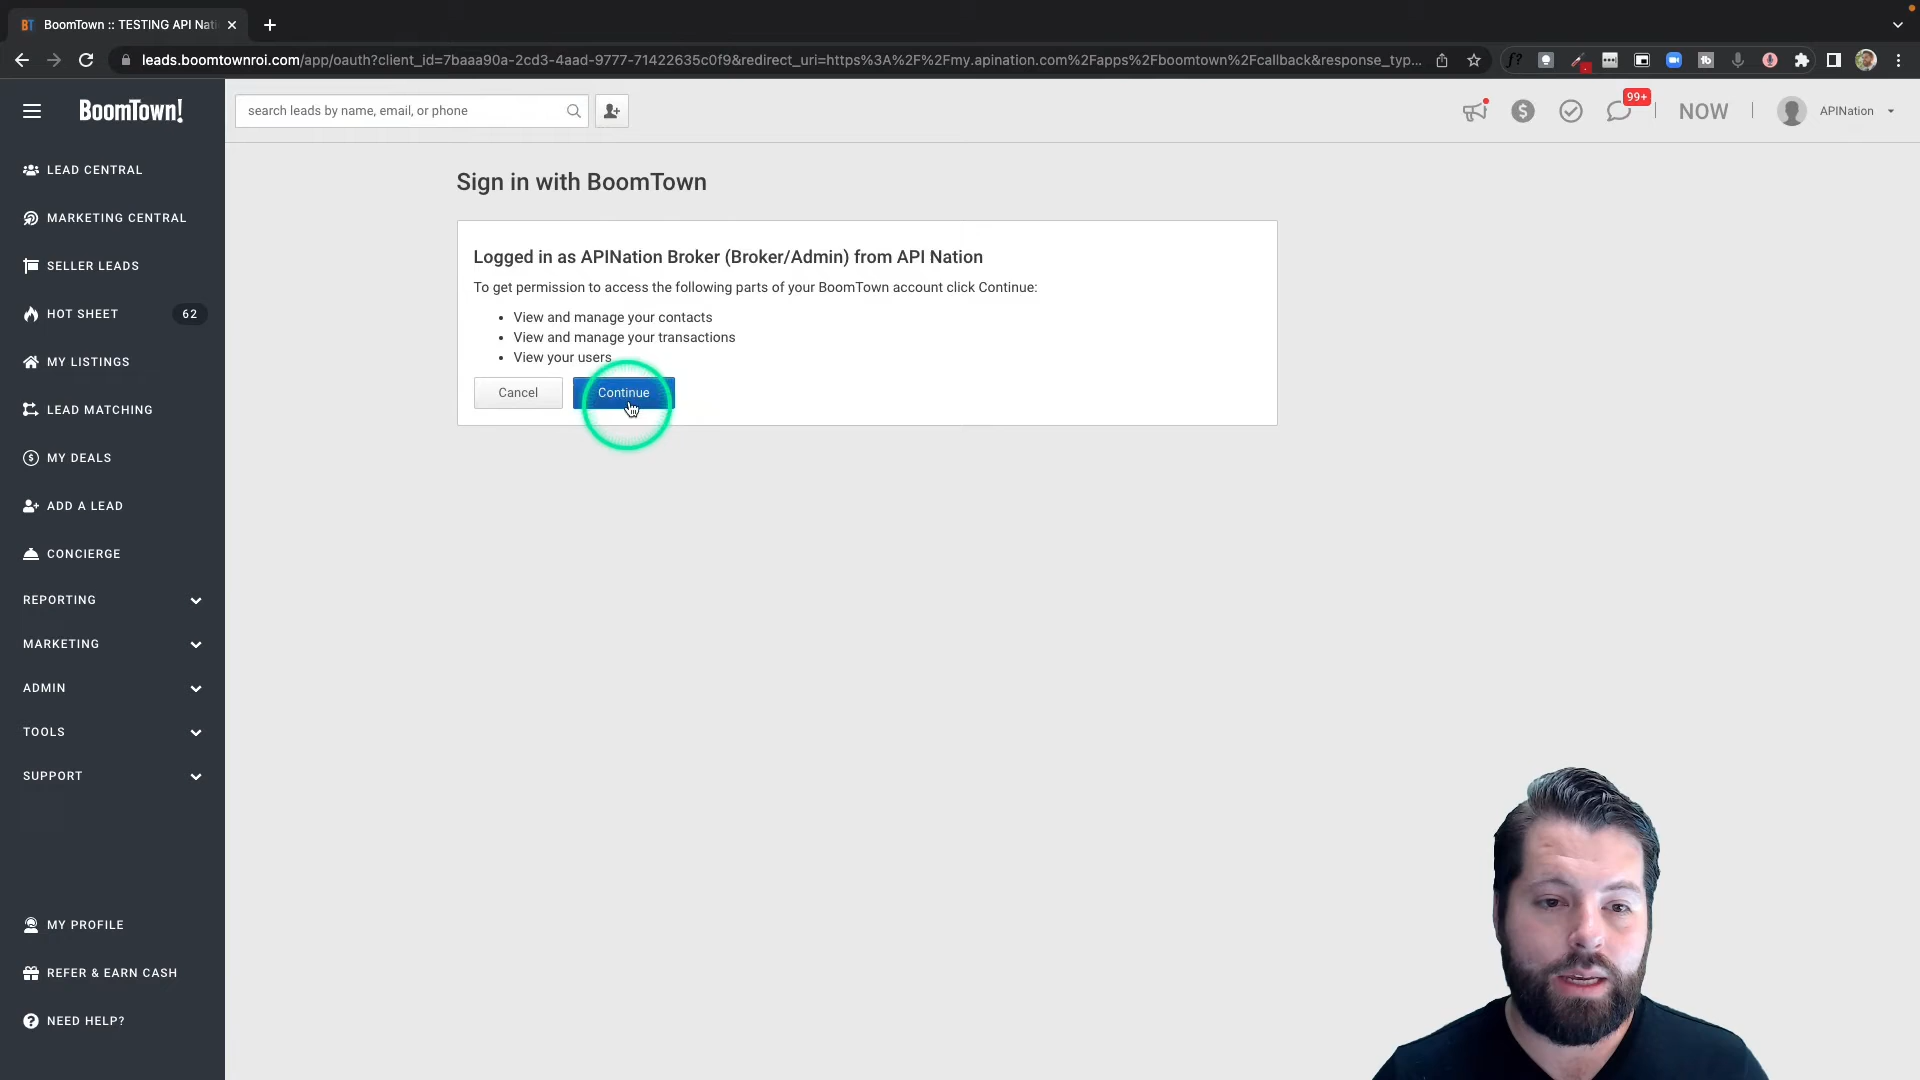 BT BoomTown :: TESTING API Nati
leads.boomtownroi.com/app/oauth?client_id=7baaa90a-2cd3-4aad-9777-71422635c0f9&redirect_uri=https%3A%2F%2Fmy.apination.com%2Fapps%2Fboomtown%2Fcallback&response_typ...
BoomTown!
search leads by name, email, or phone
99+
NOW
APINation
LEAD CENTRAL
MARKETING CENTRAL
SELLER LEADS
HOT SHEET 62
MY LISTINGS
LEAD MATCHING
MY DEALS
ADD A LEAD
CONCIERGE
REPORTING
MARKETING
ADMIN
TOOLS
SUPPORT
MY PROFILE
REFER & EARN CASH
NEED HELP?
Sign in with BoomTown
Logged in as APINation Broker (Broker/Admin) from API Nation
To get permission to access the following parts of your BoomTown account click Continue:
• View and manage your contacts
• View and manage your transactions
• View your users
Cancel
Continue